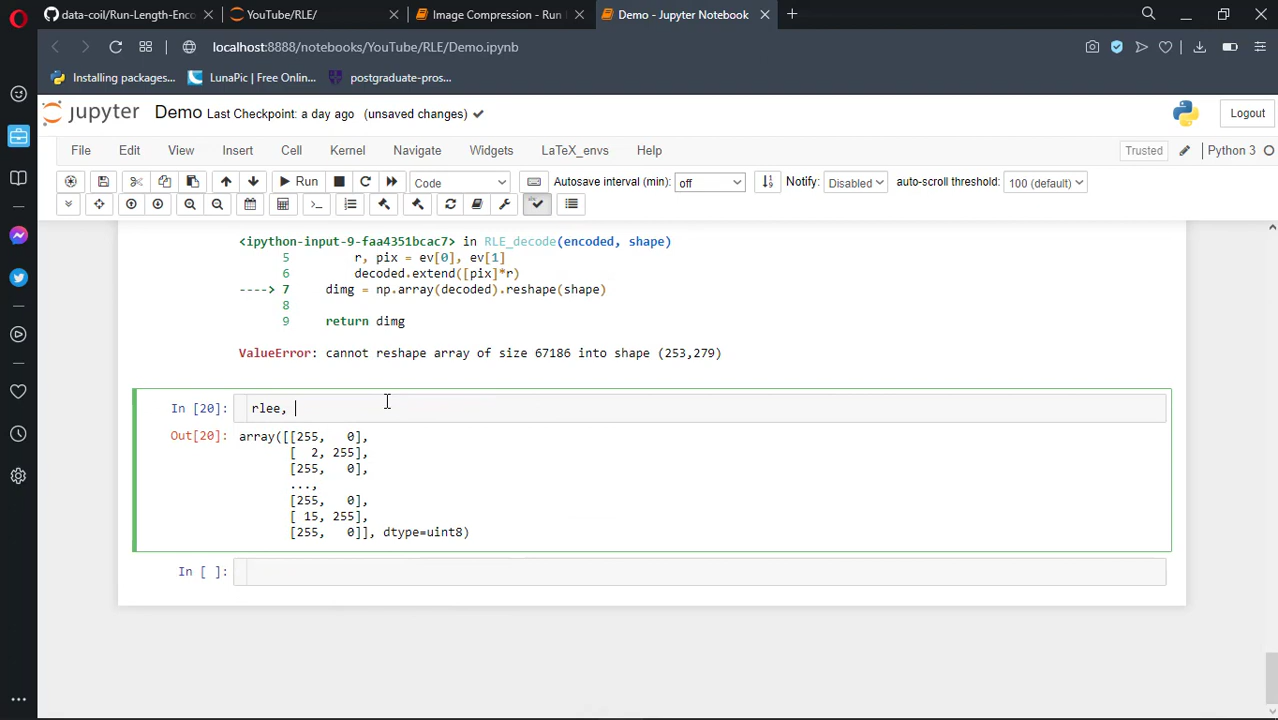 data-coil/Run-Length-Enco
YouTube/RLE/
Image Compression - Run
Demo - Jupyter Notebook
localhost:8888/notebooks/YouTube/RLE/Demo.ipynb
Installing packages...
LunaPic | Free Onlin...
postgraduate-pros...
jupyter
Demo Last Checkpoint: a day ago (unsaved changes)
Logout
File Edit View Insert Cell Kernel Navigate Widgets LaTeX_envs Help
Trusted
Python 3
Run
Code
Autosave interval (min): off
Notify: Disabled
auto-scroll threshold: 100 (default)
<ipython-input-9-faa4351bcac7> in RLE_decode(encoded, shape)
5 r, pix = ev[0], ev[1]
6 decoded.extend([pix]*r)
----> 7 dimg = np.array(decoded).reshape(shape)
8
9 return dimg
ValueError: cannot reshape array of size 67186 into shape (253,279)
In [20]: rlee,
Out[20]: array([[255, 0],
[ 2, 255],
[255, 0],
...,
[255, 0],
[ 15, 255],
[255, 0]], dtype=uint8)
In [ ]: